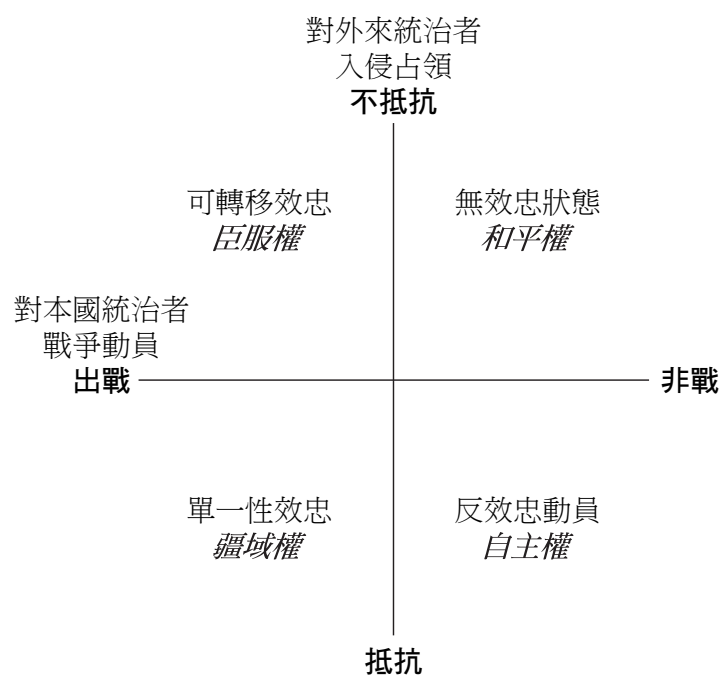 對外來統治者
入侵占領
不抵抗
可轉移效忠
臣服權
無效忠狀態
和平權
對本國統治者
戰爭動員
出戰
非戰
單一性效忠
疆域權
反效忠動員
自主權
抵抗